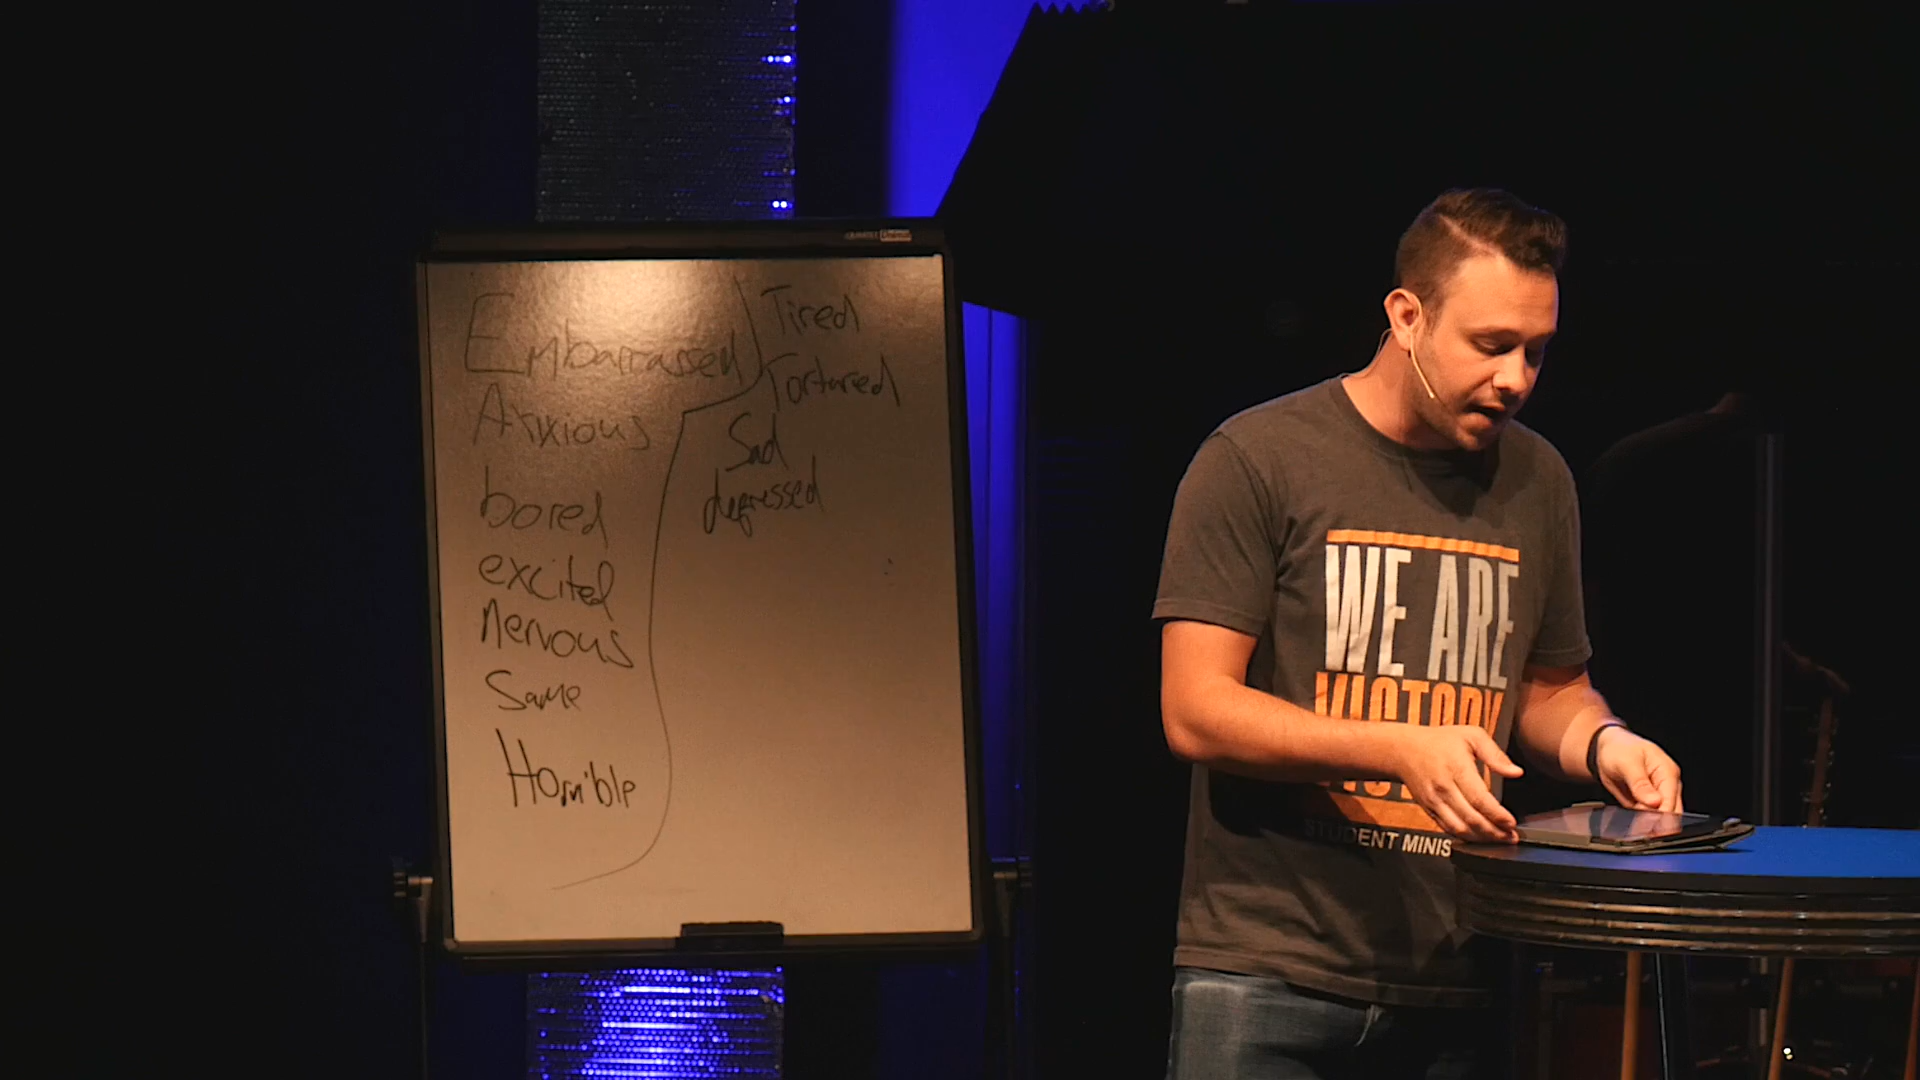 Embarrassed
Anxious
bored
excited
nervous
Same
Horrible
Tired
Tortured
Sad
depressed
WE ARE
VICTORY
STUDENT MINIS